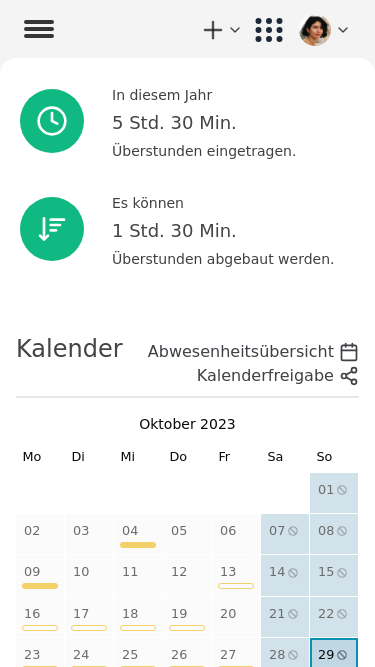 In diesem Jahr
5 Std. 30 Min.
Überstunden eingetragen.
Es können
1 Std. 30 Min.
Überstunden abgebaut werden.
Kalender
Abwesenheitsübersicht
Kalenderfreigabe
Oktober 2023
Mo Di Mi Do Fr Sa So
01
02 03 04 05 06 07 08
09 10 11 12 13 14 15
16 17 18 19 20 21 22
23 24 25 26 27 28 29